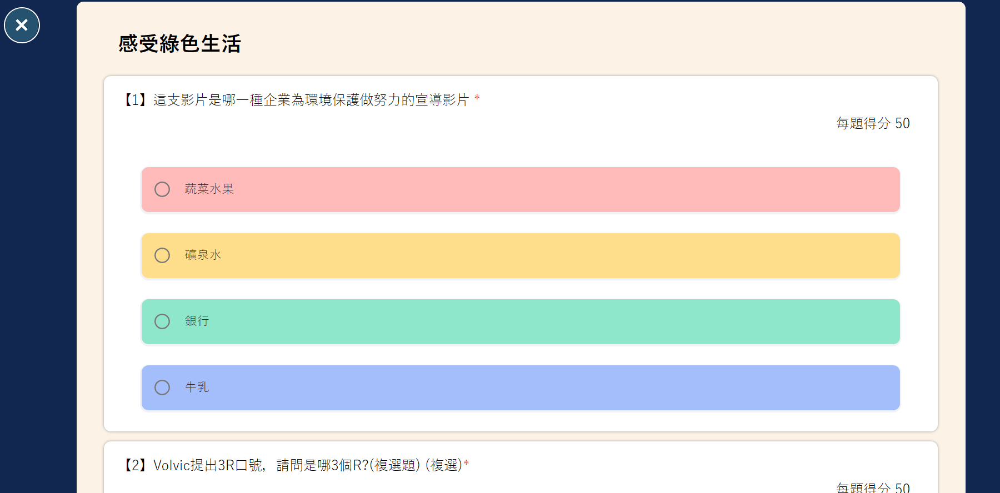 感受綠色生活
【1】這支影片是哪一種企業為環境保護做努力的宣導影片 *
每題得分 50
蔬菜水果
礦泉水
銀行
牛乳
【2】Volvic提出3R口號，請問是哪3個R?(複選題) (複選)*
每題得分 50